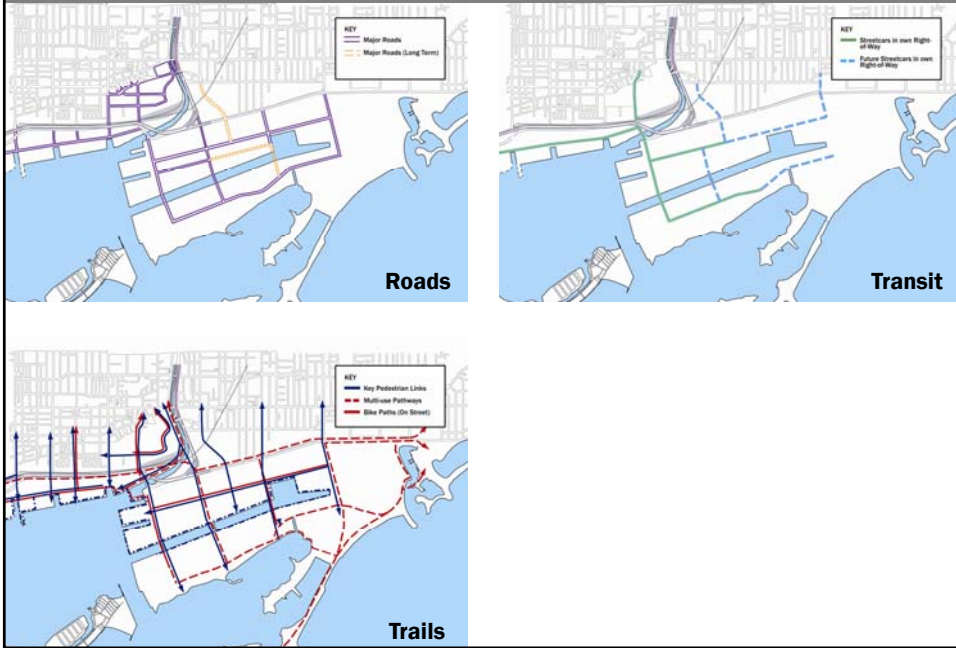 KEY
Major Roads
Major Roads (Long Term)
Roads
KEY
Streetcars in own Right-
of-Way
Future Streetcars in own
Right-of-Way
Transit
KEY
Key Pedestrian Links
Multi-use Pathways
Bike Paths (On Street)
Trails